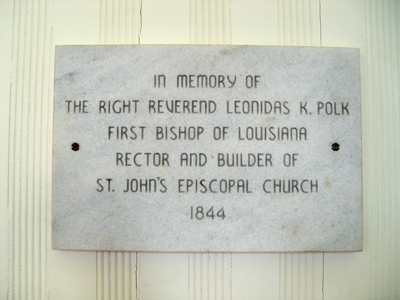 IN MEMORY OF
THE RIGHT REVEREND LEONIDAS K. POLK
FIRST BISHOP OF LOUISIANA
RECTOR AND BUILDER OF
ST. JOHN'S EPISCOPAL CHURCH
1844